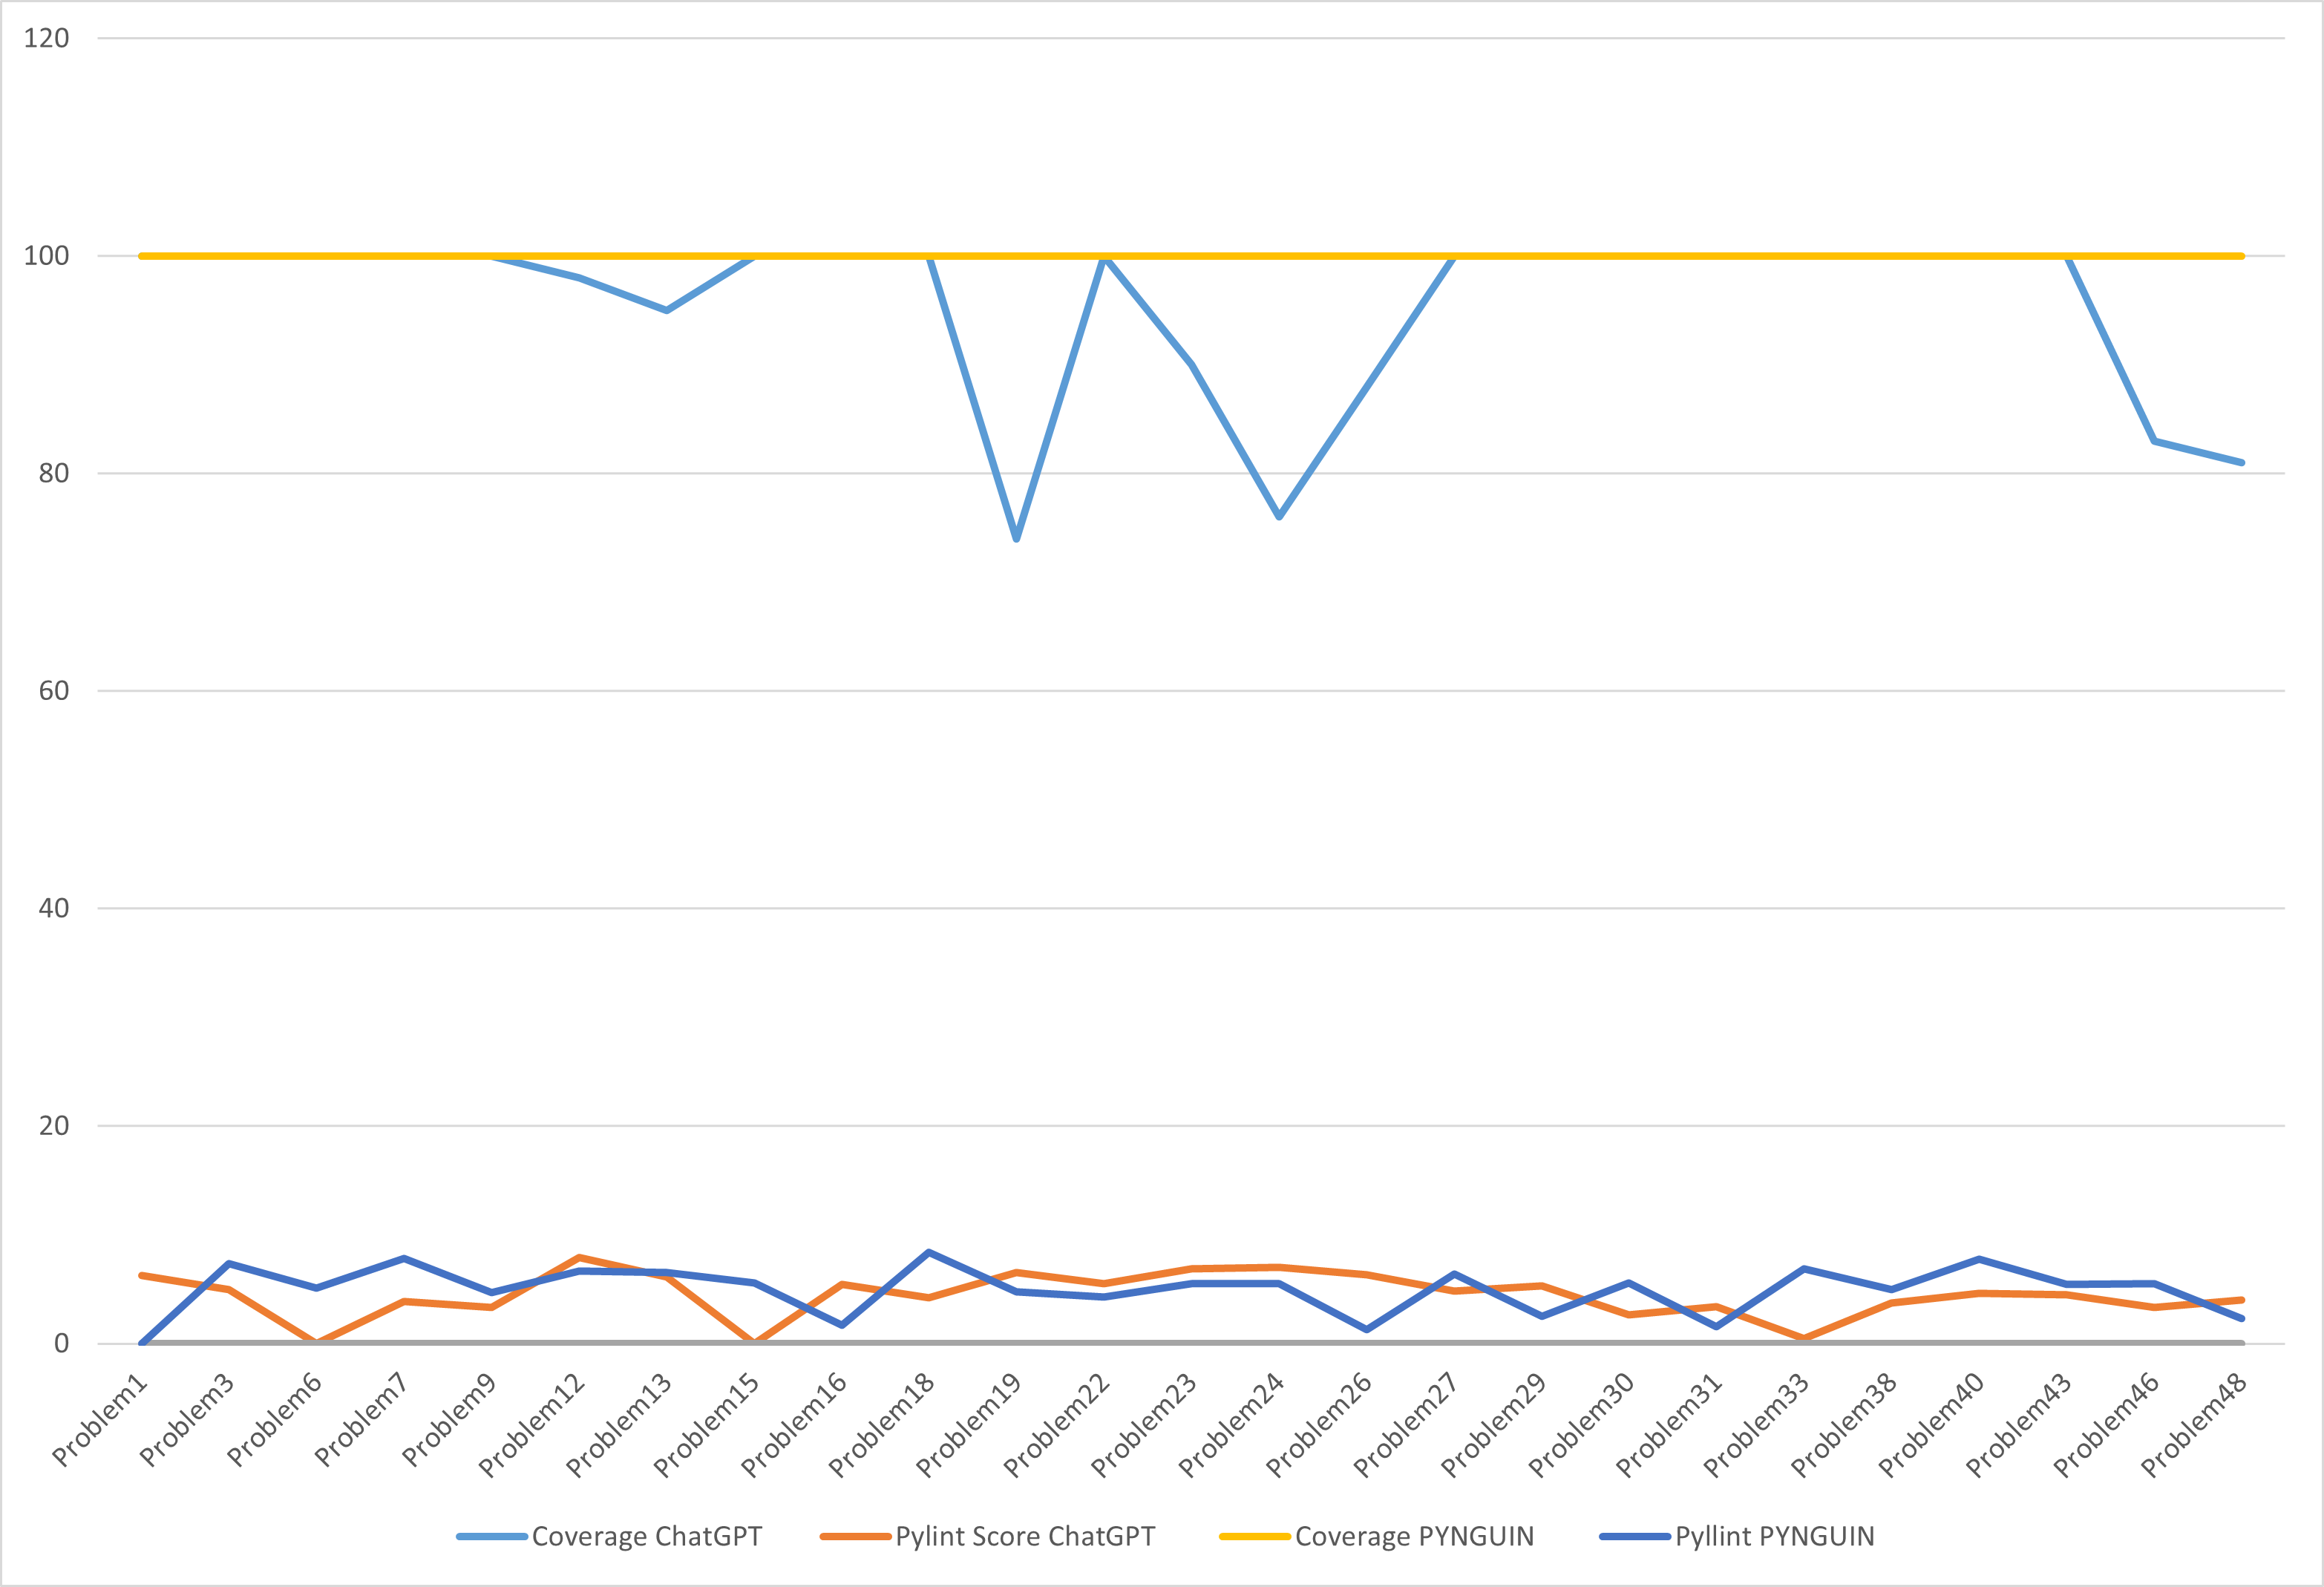 120
100
80
60
40
20
0
Problem1
Problem3
Problem6
Problem7
Problem9
Problem12
Problem13
Problem15
Problem16
Problem18
Problem19
Problem22
Problem23
Problem24
Problem26
Problem27
Problem29
Problem30
Problem31
Problem33
Problem38
Problem40
Problem43
Problem46
Problem48
Coverage ChatGPT
Pylint Score ChatGPT
Coverage PYNGUIN
Pyllint PYNGUIN